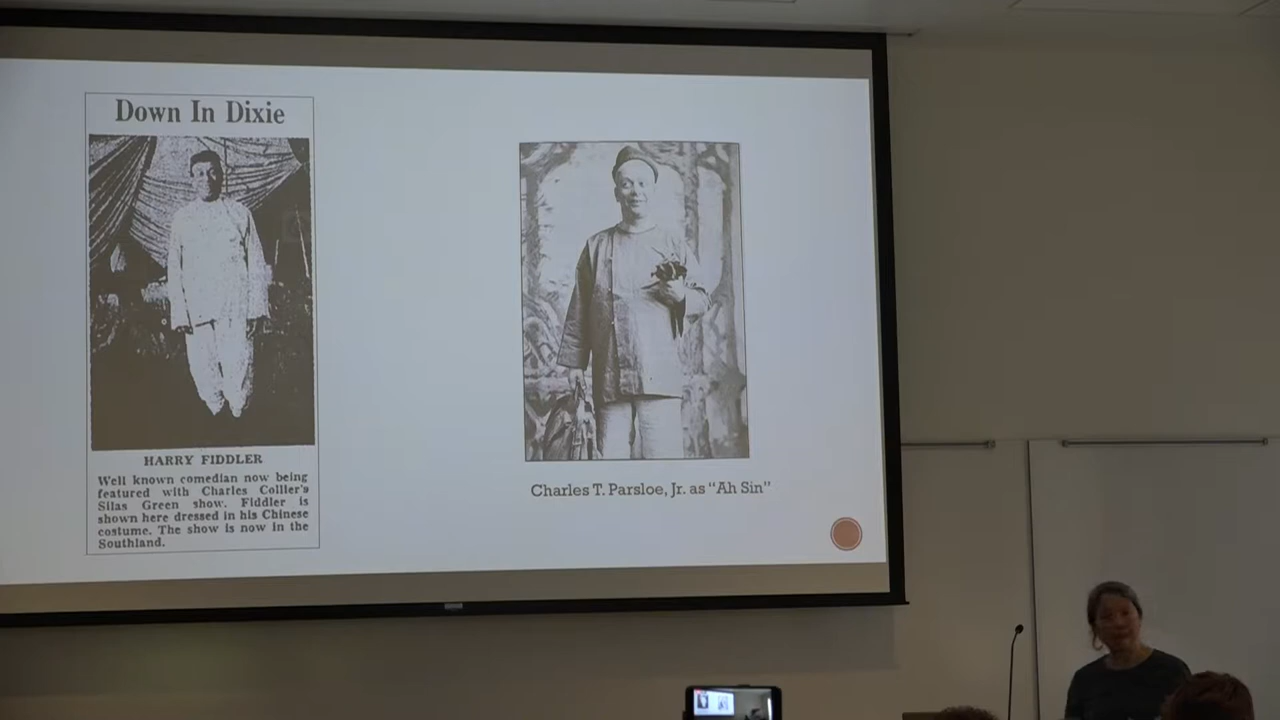 Down In Dixie
HARRY FIDDLER
Well known comedian now being
featured with Charles Collier's
Silas Green show. Fiddler is
shown here dressed in his Chinese
costume. The show is now in the
Southland.
Charles T. Parsloe, Jr. as “Ah Sin”